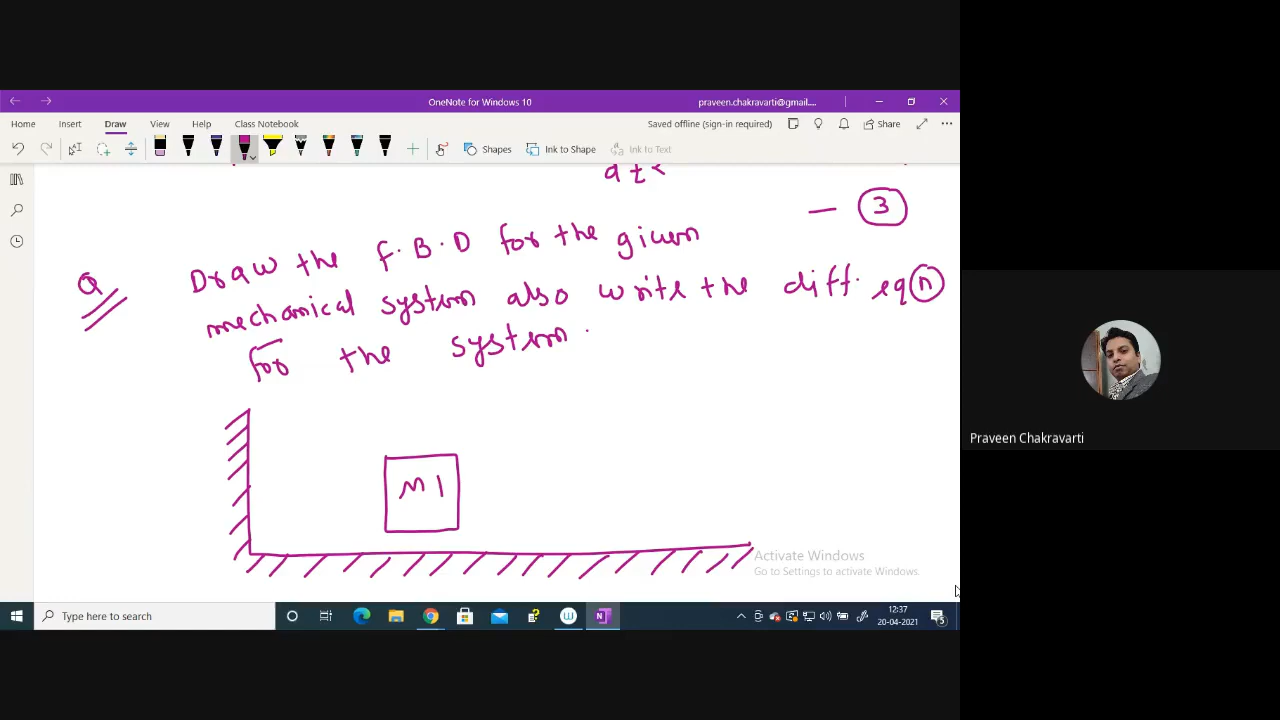 OneNote for Windows 10
praveen.chakravarti@gmail....
Home Insert Draw View Help Class Notebook
Saved offline (sign-in required)
Share
Shapes Ink to Shape Ink to Text
— 3
Q Draw the F.B.D for the given
mechanical system also write the diff. eqn
for the system.
M1
Activate Windows
Go to Settings to activate Windows.
Praveen Chakravarti
Type here to search
12:37
20-04-2021
5